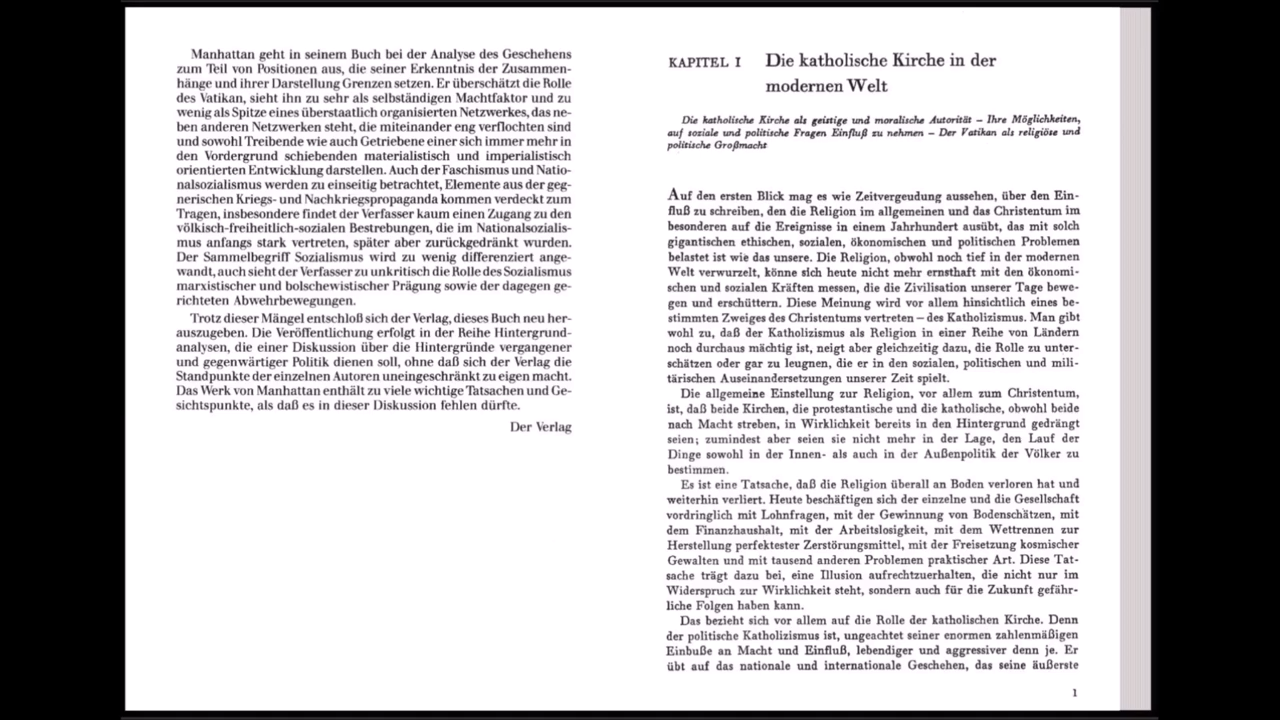 Manhattan geht in seinem Buch bei der Analyse des Geschehens
zum Teil von Positionen aus, die seiner Erkenntnis der Zusammen-
hänge und ihrer Darstellung Grenzen setzen. Er überschätzt die Rolle
des Vatikan, sieht ihn zu sehr als selbständigen Machtfaktor und zu
wenig als Spitze eines überstaatlich organisierten Netzwerkes, das ne-
ben anderen Netzwerken steht, die miteinander eng verflochten sind
und sowohl Treibende wie auch Getriebene einer sich immer mehr in
den Vordergrund schiebenden materialistisch und imperialistisch
orientierten Entwicklung darstellen. Auch der Faschismus und Natio-
nalsozialismus werden zu einseitig betrachtet, Elemente aus der geg-
nerischen Kriegs- und Nachkriegspropaganda kommen verdeckt zum
Tragen, insbesondere findet der Verfasser kaum einen Zugang zu den
völkisch-freiheitlich-sozialen Bestrebungen, die im Nationalsozialis-
mus anfangs stark vertreten, später aber zurückgedränkt wurden.
Der Sammelbegriff Sozialismus wird zu wenig differenziert ange-
wandt, auch sieht der Verfasser zu unkritisch die Rolle des Sozialismus
marxistischer und bolschewistischer Prägung sowie der dagegen ge-
richteten Abwehrbewegungen.
Trotz dieser Mängel entschloß sich der Verlag, dieses Buch neu her-
auszugeben. Die Veröffentlichung erfolgt in der Reihe Hintergrund-
analysen, die einer Diskussion über die Hintergründe vergangener
und gegenwärtiger Politik dienen soll, ohne daß sich der Verlag die
Standpunkte der einzelnen Autoren uneingeschränkt zu eigen macht.
Das Werk von Manhattan enthält zu viele wichtige Tatsachen und Ge-
sichtspunkte, als daß es in dieser Diskussion fehlen dürfte.
Der Verlag
KAPITEL I Die katholische Kirche in der
modernen Welt
Die katholische Kirche als geistige und moralische Autorität – Ihre Möglichkeiten,
auf soziale und politische Fragen Einfluß zu nehmen – Der Vatikan als religiöse und
politische Großmacht
Auf den ersten Blick mag es wie Zeitvergeudung aussehen, über den Ein-
fluß zu schreiben, den die Religion im allgemeinen und das Christentum im
besonderen auf die Ereignisse in einem Jahrhundert ausübt, das mit solch
gigantischen ethischen, sozialen, ökonomischen und politischen Problemen
belastet ist wie das unsere. Die Religion, obwohl noch tief in der modernen
Welt verwurzelt, könne sich heute nicht mehr ernsthaft mit den ökonomi-
schen und sozialen Kräften messen, die die Zivilisation unserer Tage bewe-
gen und erschüttern. Diese Meinung wird vor allem hinsichtlich eines be-
stimmten Zweiges des Christentums vertreten – des Katholizismus. Man gibt
wohl zu, daß der Katholizismus als Religion in einer Reihe von Ländern
noch durchaus mächtig ist, neigt aber gleichzeitig dazu, die Rolle zu unter-
schätzen oder gar zu leugnen, die er in den sozialen, politischen und mili-
tärischen Auseinandersetzungen unserer Zeit spielt.
Die allgemeine Einstellung zur Religion, vor allem zum Christentum,
ist, daß beide Kirchen, die protestantische und die katholische, obwohl beide
nach Macht streben, in Wirklichkeit bereits in den Hintergrund gedrängt
seien; zumindest aber seien sie nicht mehr in der Lage, den Lauf der
Dinge sowohl in der Innen- als auch in der Außenpolitik der Völker zu
bestimmen.
Es ist eine Tatsache, daß die Religion überall an Boden verloren hat und
weiterhin verliert. Heute beschäftigen sich der einzelne und die Gesellschaft
vordringlich mit Lohnfragen, mit der Gewinnung von Bodenschätzen, mit
dem Finanzhaushalt, mit der Arbeitslosigkeit, mit dem Wettrennen zur
Herstellung perfektester Zerstörungsmittel, mit der Freisetzung kosmischer
Gewalten und mit tausend anderen Problemen praktischer Art. Diese Tat-
sache trägt dazu bei, eine Illusion aufrechtzuerhalten, die nicht nur im
Widerspruch zur Wirklichkeit steht, sondern auch für die Zukunft gefähr-
liche Folgen haben kann.
Das bezieht sich vor allem auf die Rolle der katholischen Kirche. Denn
der politische Katholizismus ist, ungeachtet seiner enormen zahlenmäßigen
Einbuße an Macht und Einfluß, lebendiger und aggressiver denn je. Er
übt auf das nationale und internationale Geschehen, das seine äußerste
1